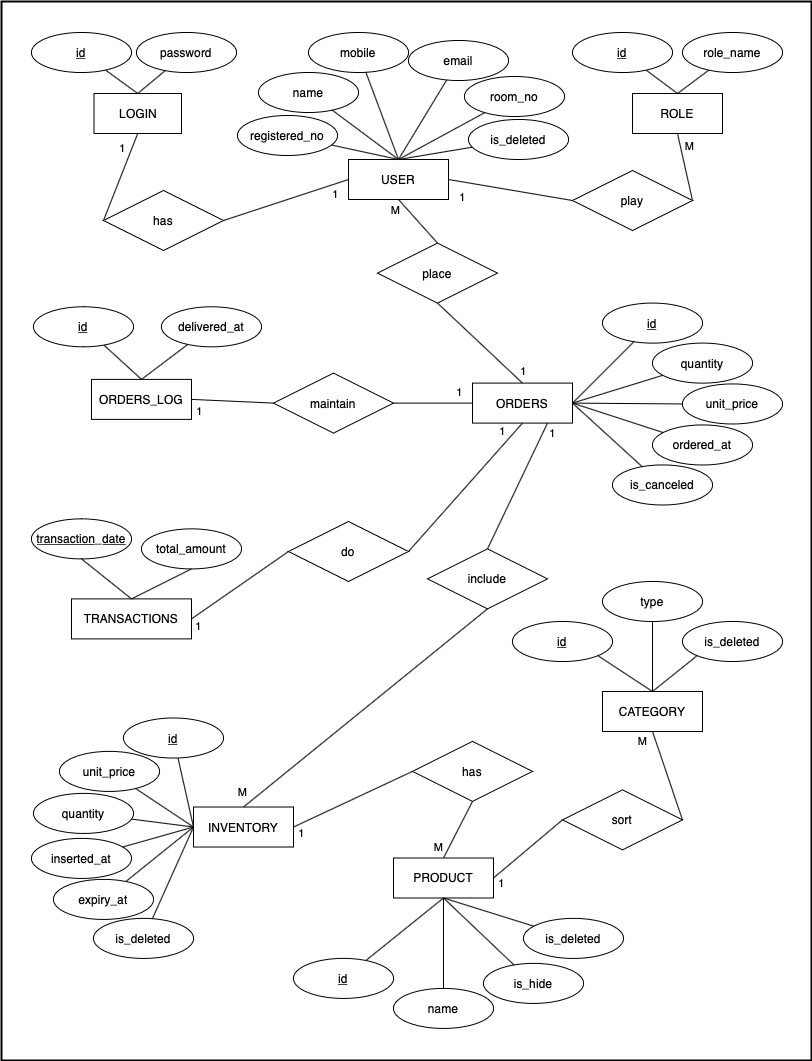 id
password
mobile
email
id
role_name
name
room_no
LOGIN
ROLE
registered_no
is_deleted
1
M
USER
1
1
M
has
play
place
id
delivered_at
id
quantity
1
ORDERS_LOG
1
maintain
1
ORDERS
unit_price
1
1
ordered_at
is_canceled
transaction_date
total_amount
do
include
type
TRANSACTIONS
1
id
is_deleted
CATEGORY
M
id
unit_price
has
M
quantity
INVENTORY
1
sort
inserted_at
M
PRODUCT
1
expiry_at
is_deleted
is_deleted
id
is_hide
name